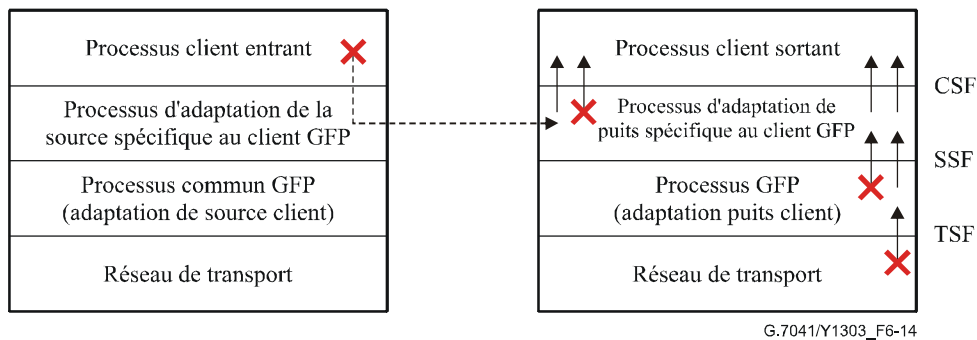 Processus client entrant
Processus d'adaptation de la
source spécifique au client GFP
Processus commun GFP
(adaptation de source client)
Réseau de transport
Processus client sortant
Processus d'adaptation de
puits spécifique au client GFP
Processus GFP
(adaptation puits client)
Réseau de transport
CSF
SSF
TSF
G.7041/Y1303_F6-14